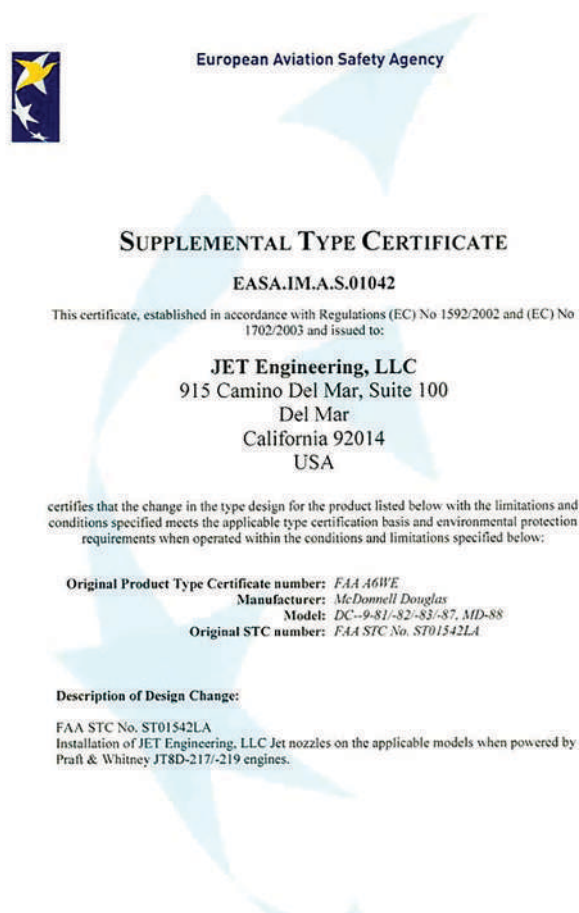 European Aviation Safety Agency
SUPPLEMENTAL TYPE CERTIFICATE
EASA.IM.A.S.01042
This certificate, established in accordance with Regulations (EC) No 1592/2002 and (EC) No
1702/2003 and issued to:
JET Engineering, LLC
915 Camino Del Mar, Suite 100
Del Mar
California 92014
USA
certifies that the change in the type design for the product listed below with the limitations and
conditions specified meets the applicable type certification basis and environmental protection
requirements when operated within the conditions and limitations specified below:
Original Product Type Certificate number: FAA A6WE
Manufacturer: McDonnell Douglas
Model: DC--9-81/-82/-83/-87, MD-88
Original STC number: FAA STC No. ST01542LA
Description of Design Change:
FAA STC No. ST01542LA
Installation of JET Engineering, LLC Jet nozzles on the applicable models when powered by
Pratt & Whitney JT8D-217/-219 engines.